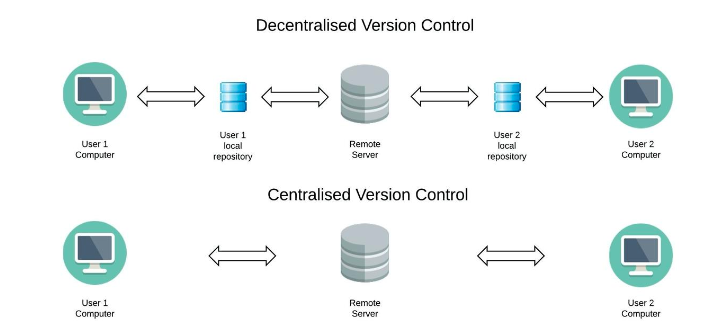 Decentralised Version Control
User 1
Computer
User 1
local
repository
Remote
Server
User 2
local
repository
User 2
Computer
Centralised Version Control
User 1
Computer
Remote
Server
User 2
Computer